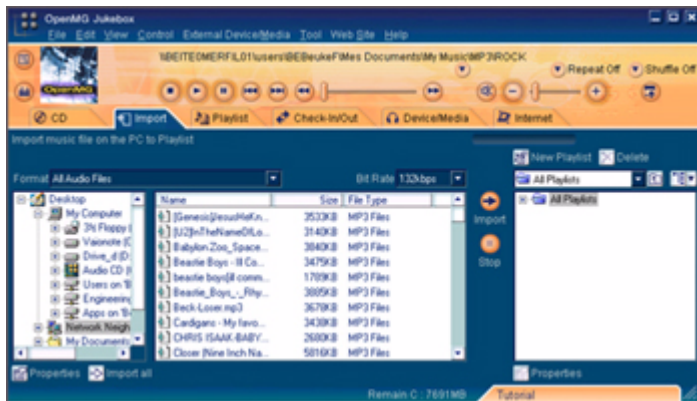 OpenMG Jukebox
File Edit View Control External Device/Media Tool Web Site Help
\\BEITE0MERFIL01\users\BEBeukeF\Mes Documents\My Music\MP3\ROCK
Repeat Off Shuffle Off
OpenMG
CD Import Playlist Check-In/Out Device/Media Internet
Import music file on the PC to Playlist
New Playlist Delete
Format All Audio Files Bit Rate 132kbps All Playlists
Desktop Name Size File Type All Playlists
My Computer [Genesis]JesusHeKn... 3533KB MP3 Files
3½ Floppy ( [U2]InTheNameOfLo... 3140KB MP3 Files Import
Vaionote (C Babylon Zoo_Space... 3840KB MP3 Files
Drive_d (D: Beastie Boys - Ill Co... 3475KB MP3 Files Stop
Audio CD ( beastie boys[ill comm... 1789KB MP3 Files
Users on 'B Beastie_Boys_-_Rhy... 3885KB MP3 Files
Engineering Beck-Loser.mp3 3678KB MP3 Files
Apps on 'B Cardigans - My favo... 3438KB MP3 Files
Network Neigh CHRIS ISAAK-BABY... 2680KB MP3 Files
My Documents Closer (Nine Inch Na... 5816KB MP3 Files
Properties Import all Properties
Remain C : 7691MB Tutorial